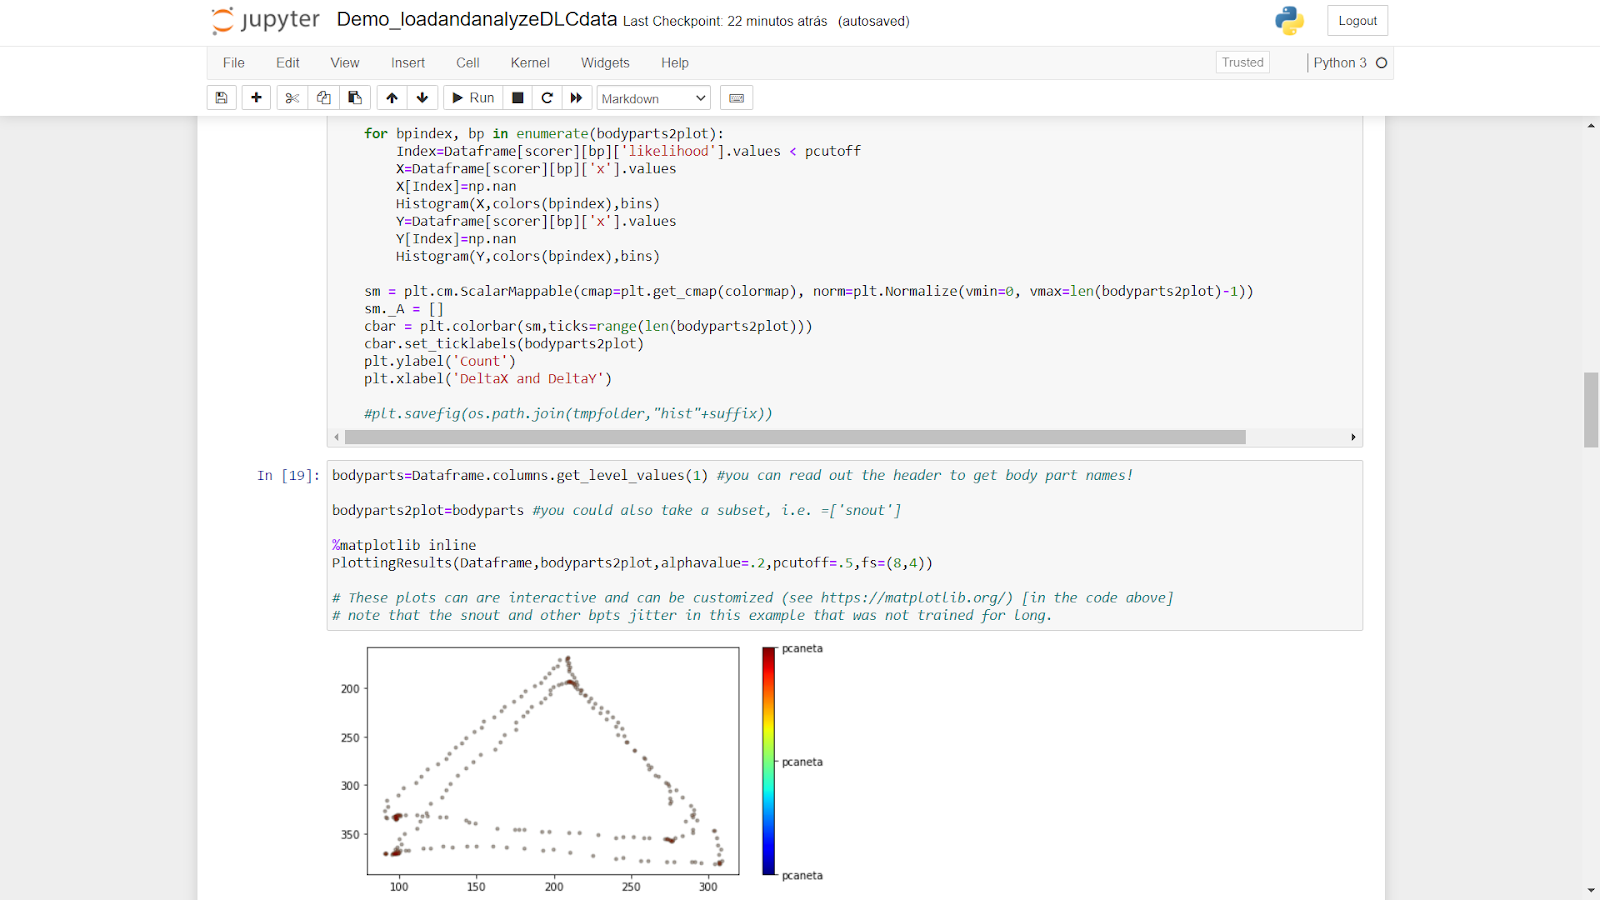 jupyter Demo_loadandanalyzeDLCdata Last Checkpoint: 22 minutos atrás (autosaved)
Logout
File Edit View Insert Cell Kernel Widgets Help
Trusted
Python 3
Run
Markdown
for bpindex, bp in enumerate(bodyparts2plot):
Index=Dataframe[scorer][bp]['likelihood'].values < pcutoff
X=Dataframe[scorer][bp]['x'].values
X[Index]=np.nan
Histogram(X,colors(bpindex),bins)
Y=Dataframe[scorer][bp]['x'].values
Y[Index]=np.nan
Histogram(Y,colors(bpindex),bins)
sm = plt.cm.ScalarMappable(cmap=plt.get_cmap(colormap), norm=plt.Normalize(vmin=0, vmax=len(bodyparts2plot)-1))
sm._A = []
cbar = plt.colorbar(sm,ticks=range(len(bodyparts2plot)))
cbar.set_ticklabels(bodyparts2plot)
plt.ylabel('Count')
plt.xlabel('DeltaX and DeltaY')
#plt.savefig(os.path.join(tmpfolder,"hist"+suffix))
In [19]: bodyparts=Dataframe.columns.get_level_values(1) #you can read out the header to get body part names!
bodyparts2plot=bodyparts #you could also take a subset, i.e. =['snout']
%matplotlib inline
PlottingResults(Dataframe,bodyparts2plot,alphavalue=.2,pcutoff=.5,fs=(8,4))
# These plots can are interactive and can be customized (see https://matplotlib.org/) [in the code above]
# note that the snout and other bpts jitter in this example that was not trained for long.
pcaneta
200
250
pcaneta
300
350
pcaneta
100 150 200 250 300